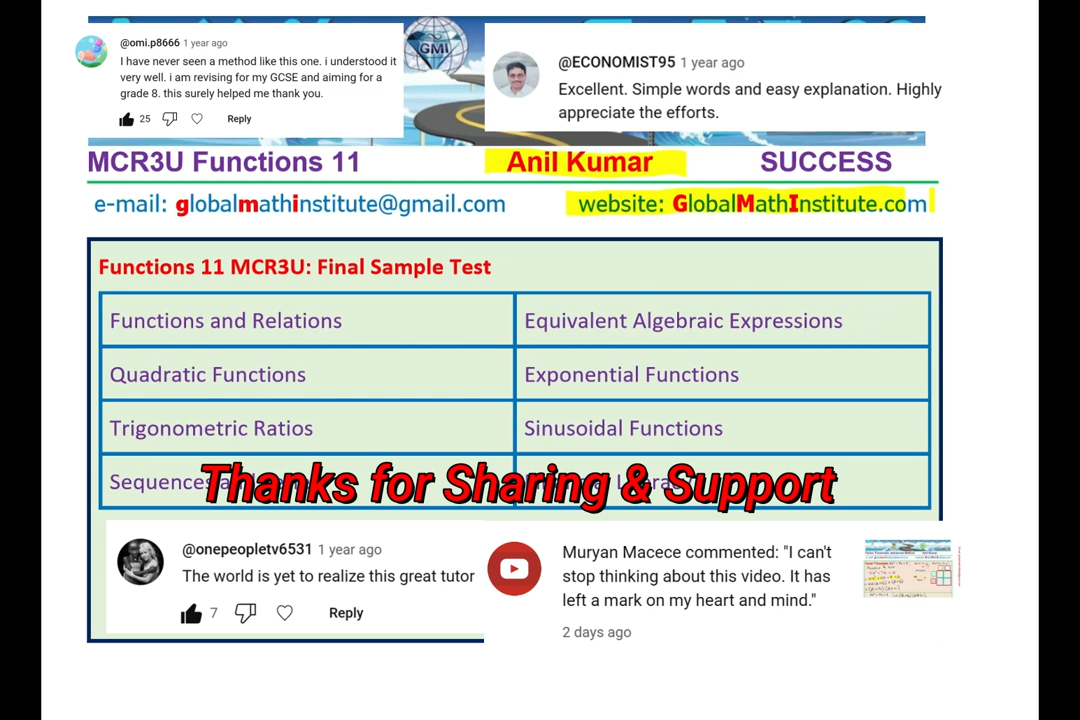 @omi.p8666 1 year ago
I have never seen a method like this one. i understood it
very well. i am revising for my GCSE and aiming for a
grade 8. this surely helped me thank you.
25 Reply
GMI
@ECONOMIST95 1 year ago
Excellent. Simple words and easy explanation. Highly
appreciate the efforts.
MCR3U Functions 11 Anil Kumar SUCCESS
e-mail: globalmathinstitute@gmail.com website: GlobalMathInstitute.com
Functions 11 MCR3U: Final Sample Test
Functions and Relations Equivalent Algebraic Expressions
Quadratic Functions Exponential Functions
Trigonometric Ratios Sinusoidal Functions
Sequences
Thanks for Sharing & Support
@onepeopletv6531 1 year ago
The world is yet to realize this great tutor
7 Reply
Muryan Macece commented: "I can't
stop thinking about this video. It has
left a mark on my heart and mind."
2 days ago